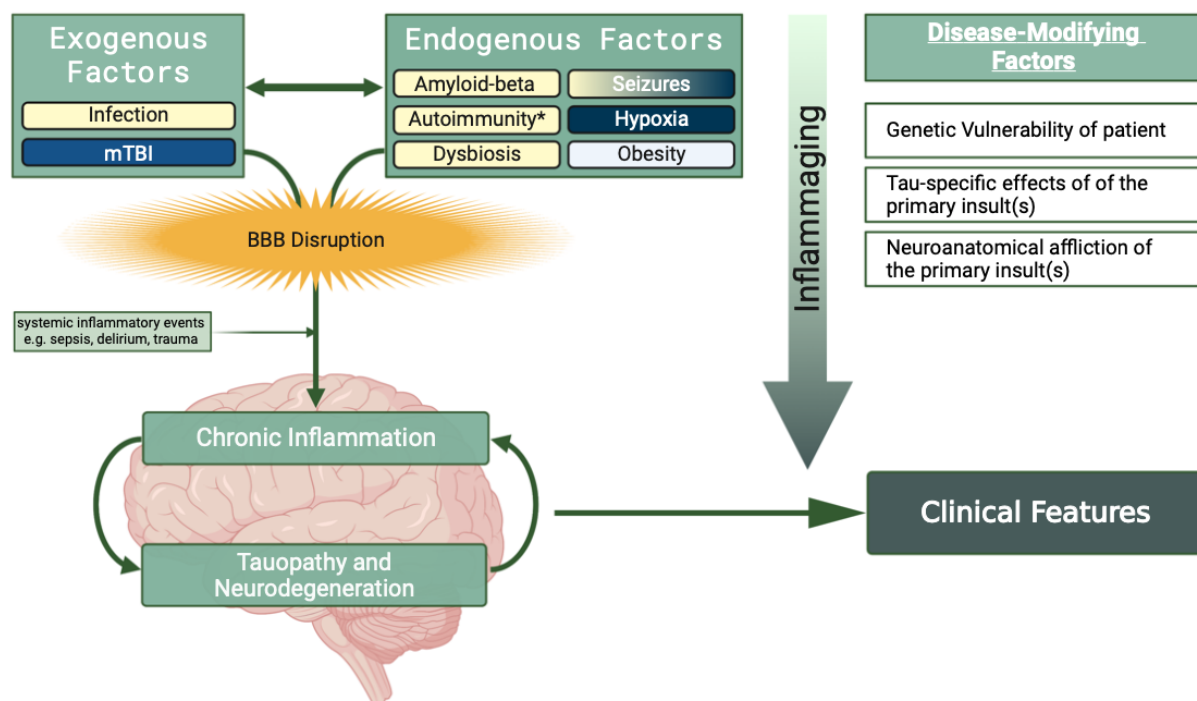 Exogenous
Factors
Infection
mTBI
Endogenous Factors
Amyloid-beta
Seizures
Autoimmunity*
Hypoxia
Dysbiosis
Obesity
BBB Disruption
systemic inflammatory events
e.g. sepsis, delirium, trauma
Chronic Inflammation
Tauopathy and
Neurodegeneration
Inflammaging
Disease-Modifying
Factors
Genetic Vulnerability of patient
Tau-specific effects of of the
primary insult(s)
Neuroanatomical affliction of
the primary insult(s)
Clinical Features